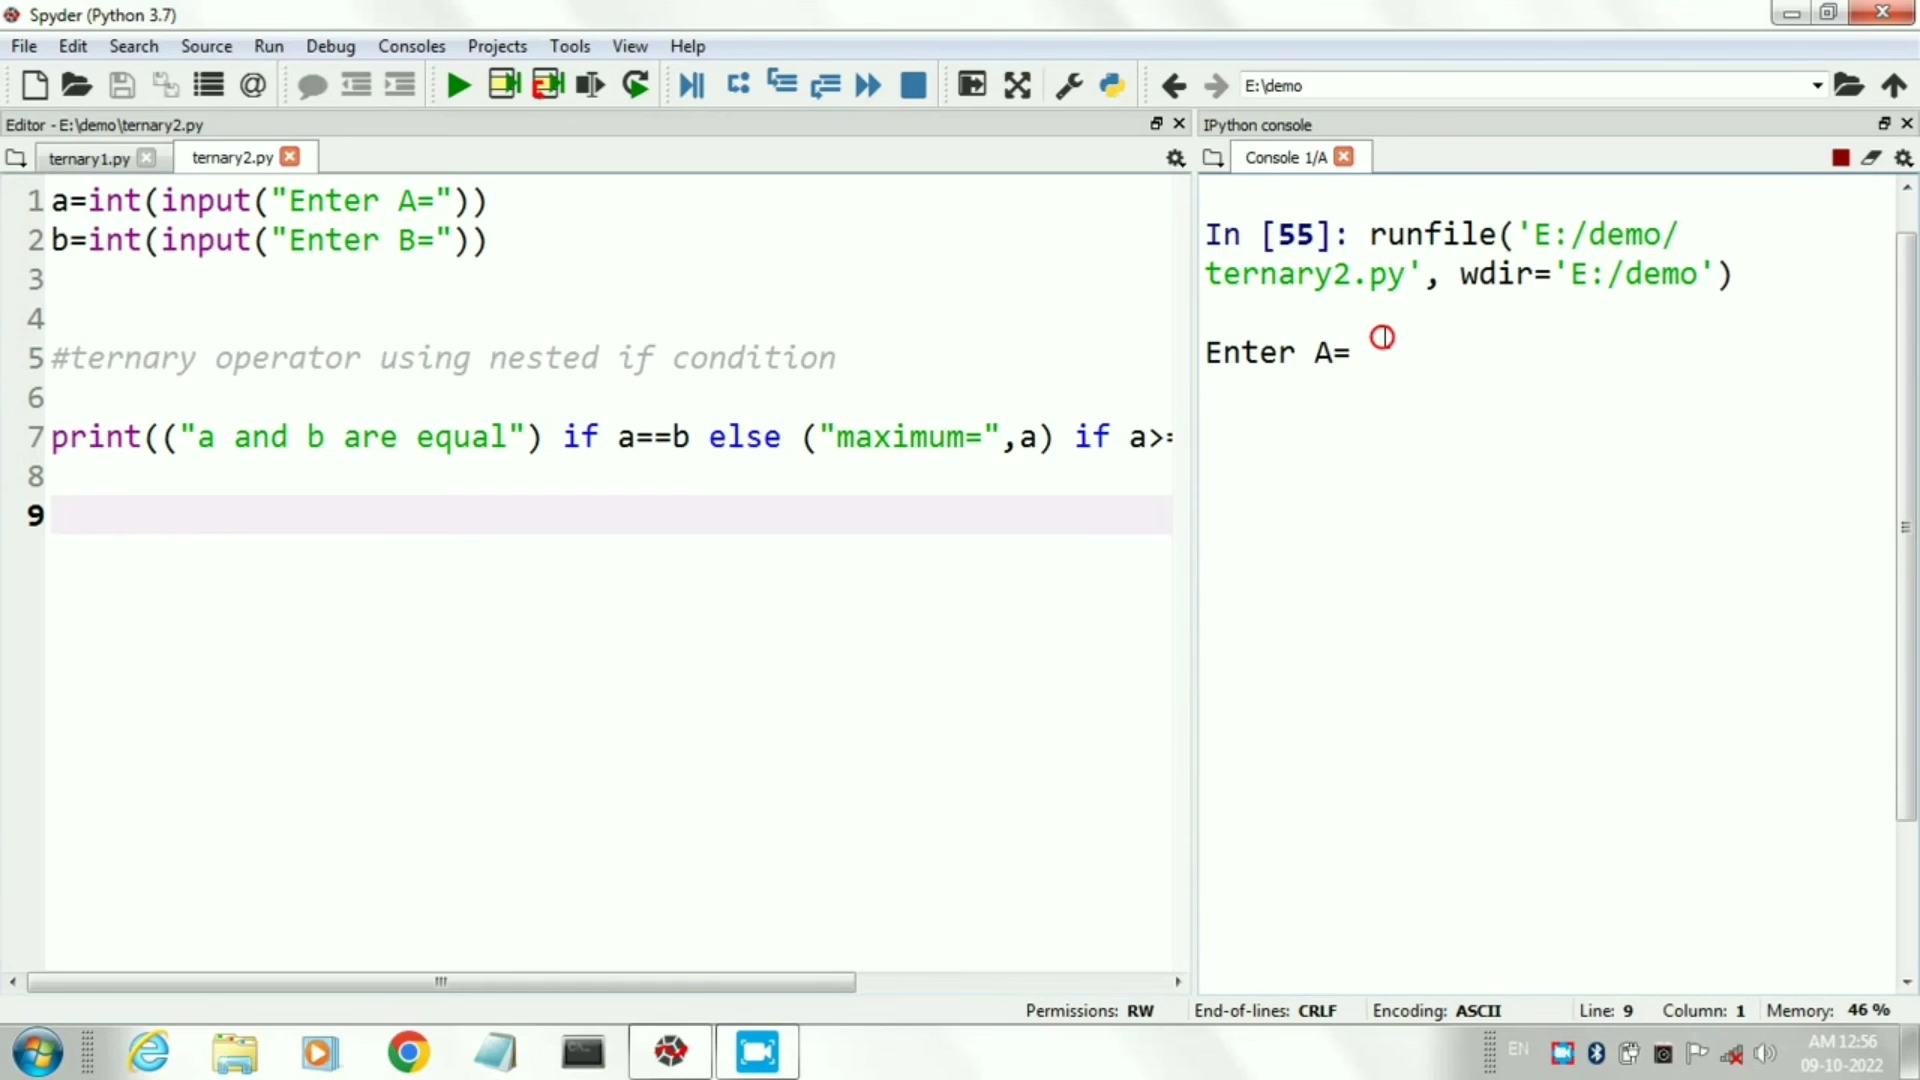 Spyder (Python 3.7)
File Edit Search Source Run Debug Consoles Projects Tools View Help
E:\demo
Editor - E:\demo\ternary2.py
IPython console
ternary1.py
ternary2.py
Console 1/A
1 a=int(input("Enter A="))
2 b=int(input("Enter B="))
3
4
5 #ternary operator using nested if condition
6
7 print(("a and b are equal") if a==b else ("maximum=",a) if a>=
8
9
In [55]: runfile('E:/demo/
ternary2.py', wdir='E:/demo')
Enter A=
Permissions: RW End-of-lines: CRLF Encoding: ASCII Line: 9 Column: 1 Memory: 46 %
EN
AM 12:56
09-10-2022